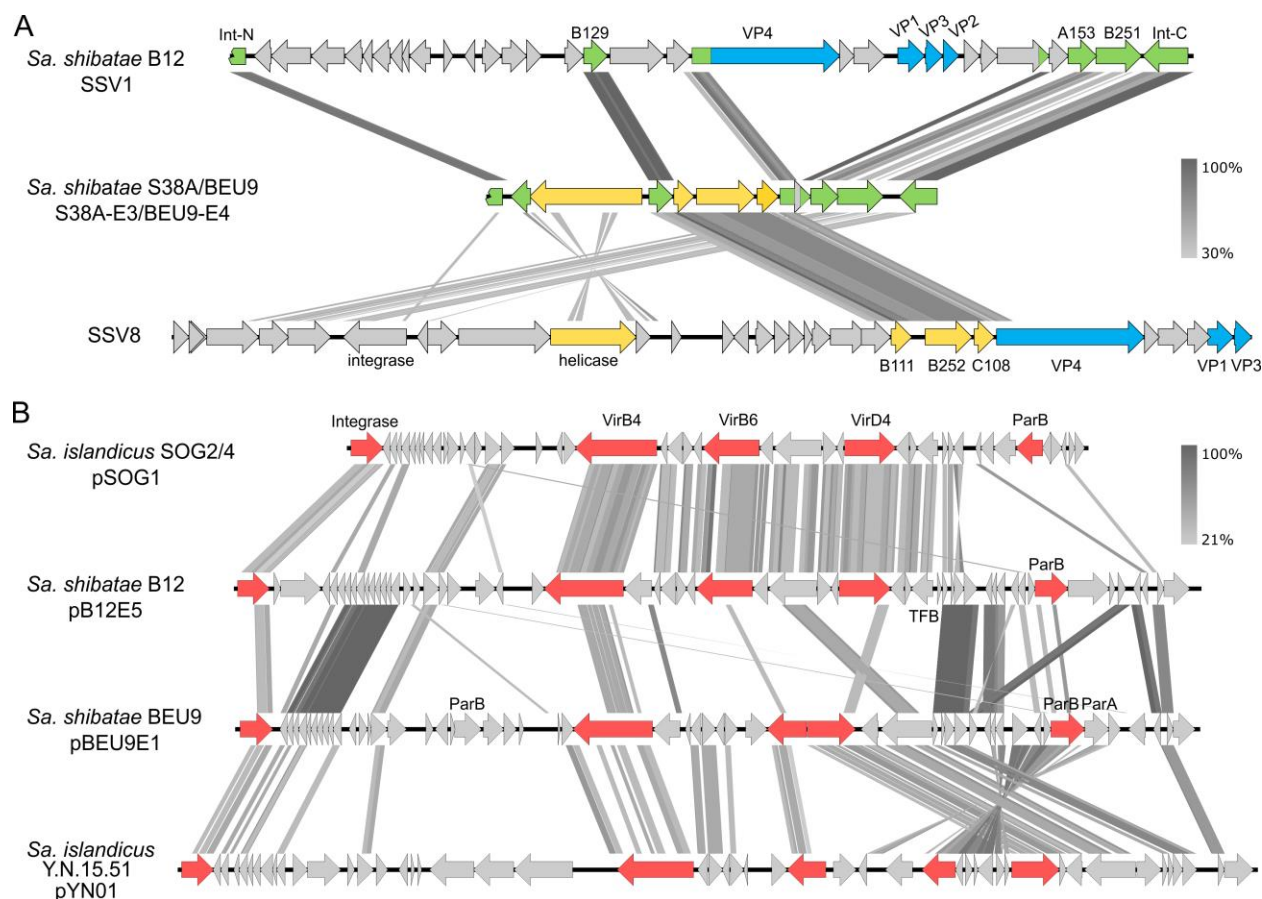 A
Int-N B129 VP4 VP1 VP3 VP2 A153 B251 Int-C
Sa. shibatae B12
SSV1
100%
30%
Sa. shibatae S38A/BEU9
S38A-E3/BEU9-E4
SSV8
integrase helicase B111 B252 C108 VP4 VP1 VP3
B
Integrase VirB4 VirB6 VirD4 ParB
Sa. islandicus SOG2/4
pSOG1
100%
21%
Sa. shibatae B12
pB12E5
ParB
TFB
Sa. shibatae BEU9
pBEU9E1
ParB ParB ParA
Sa. islandicus
Y.N.15.51
pYN01